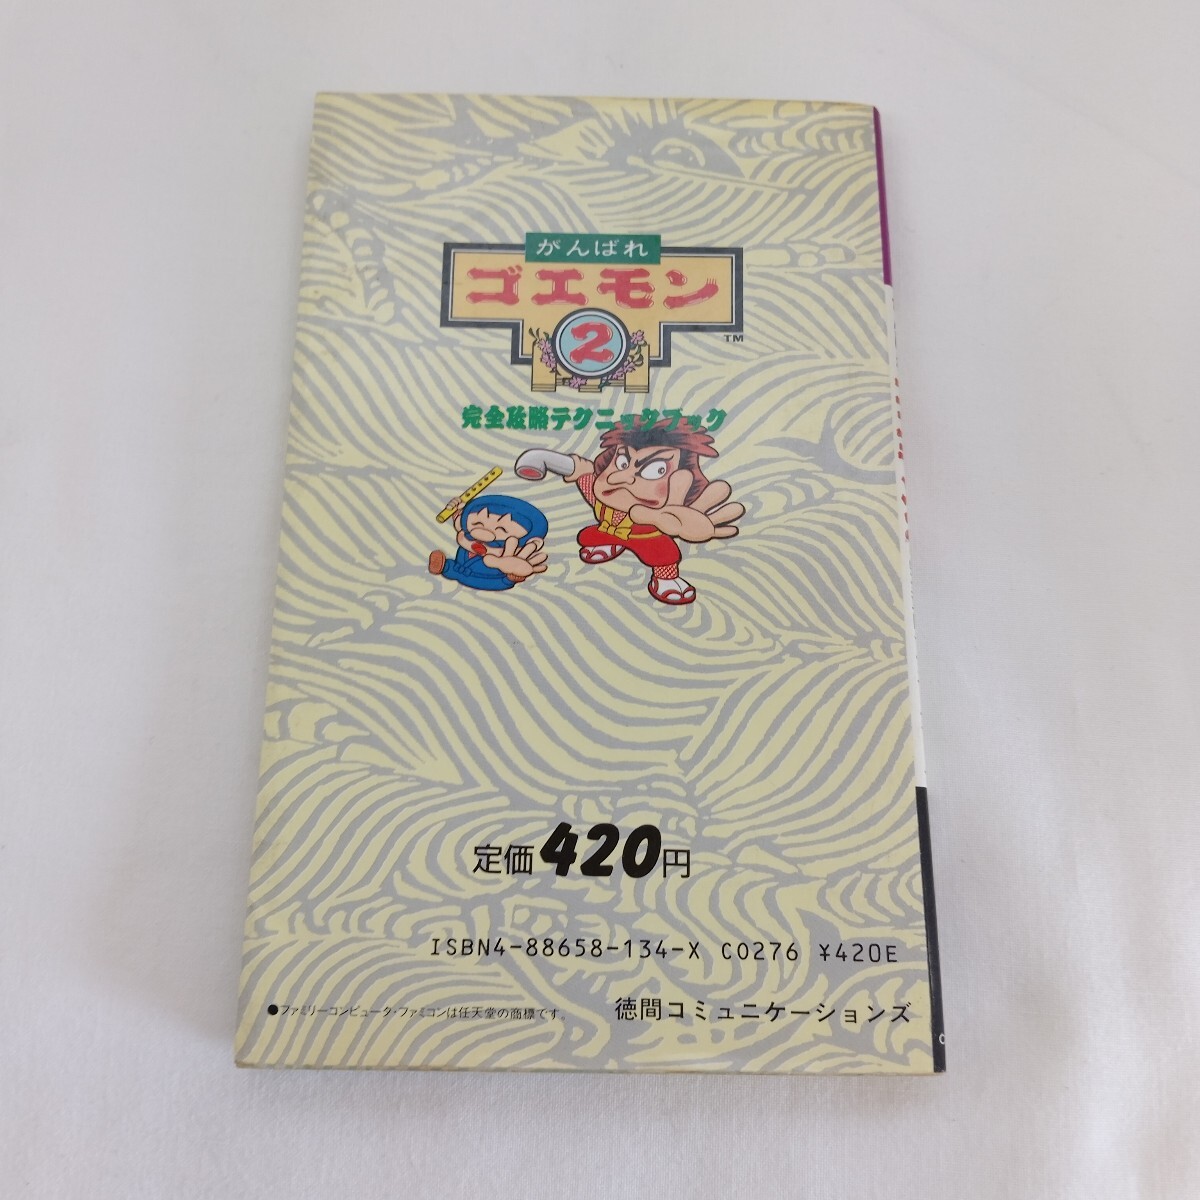 がんばれ
ゴエモン
2
TM
完全攻略テクニックブック
定価420円
ISBN4-88658-134-X C0276 ¥420E
●ファミリーコンピュータ・ファミコンは任天堂の商標です。
徳間コミュニケーションズ